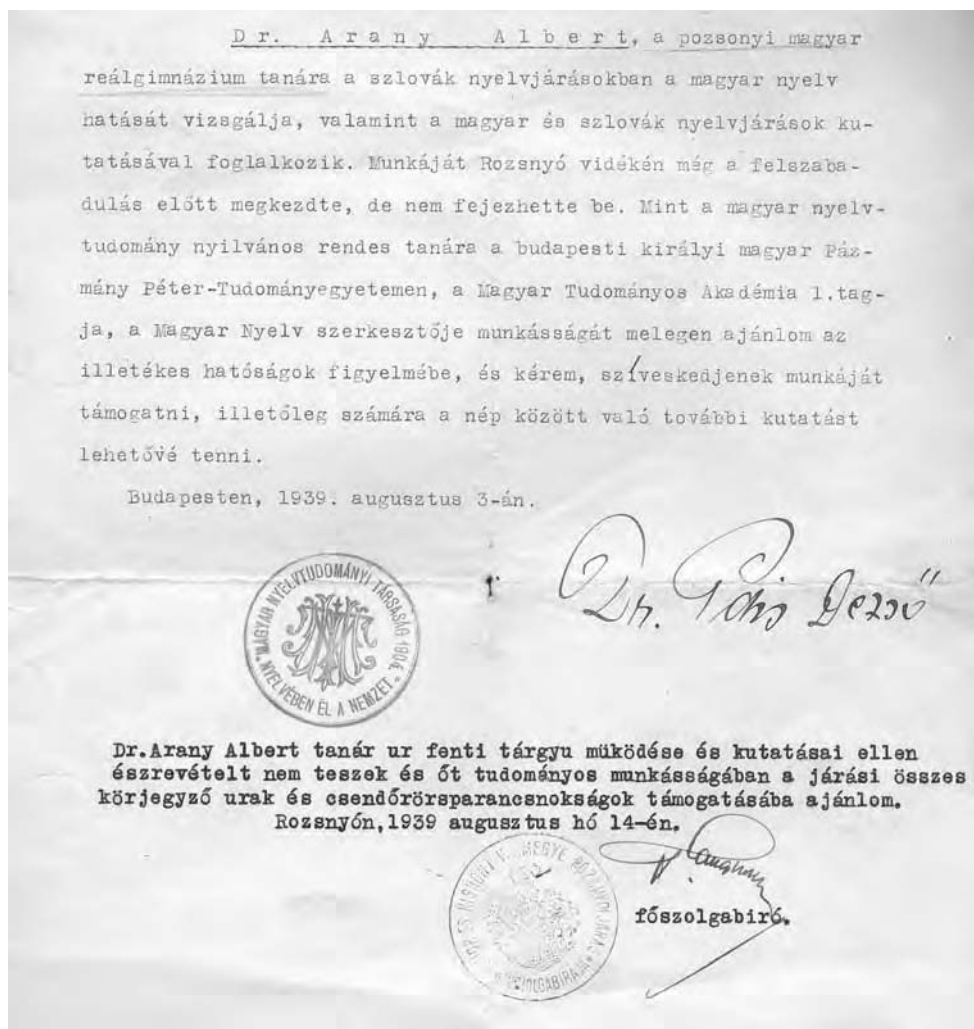 Dr. Arany Albert, a pozsonyi magyar
reálgimnázium tanára a szlovák nyelvjárásokban a magyar nyelv
hatását vizsgálja, valamint a magyar és szlovák nyelvjárások ku-
tatásával foglalkozik. Munkáját Rozsnyó vidékén még a felszaba-
dulás előtt megkezdte, de nem fejezhette be. Mint a magyar nyelv-
tudomány nyilvános rendes tanára a budapesti királyi magyar Páz-
mány Péter-Tudományegyetemen, a Magyar Tudományos Akadémia l.tag-
ja, a Magyar Nyelv szerkesztője munkásságát melegen ajánlom az
illetékes hatóságok figyelmébe, és kérem, szíveskedjenek munkáját
támogatni, illetőleg számára a nép között való további kutatást
lehetővé tenni.
Budapesten, 1939. augusztus 3-án.
Dr. Pais Dezső
MAGYAR NYELVTUDOMÁNYI TÁRSASÁG 1904.
"NYELVÉBEN ÉL A NEMZET."
Dr.Arany Albert tanár ur fenti tárgyu müködése és kutatásai ellen
észrevételt nem teszek és őt tudományos munkásságában a járási összes
körjegyző urak és csendőrörsparancsnokságok támogatásába ajánlom.
Rozsnyón,1939 augusztus hó 14-én.
főszolgabiró.